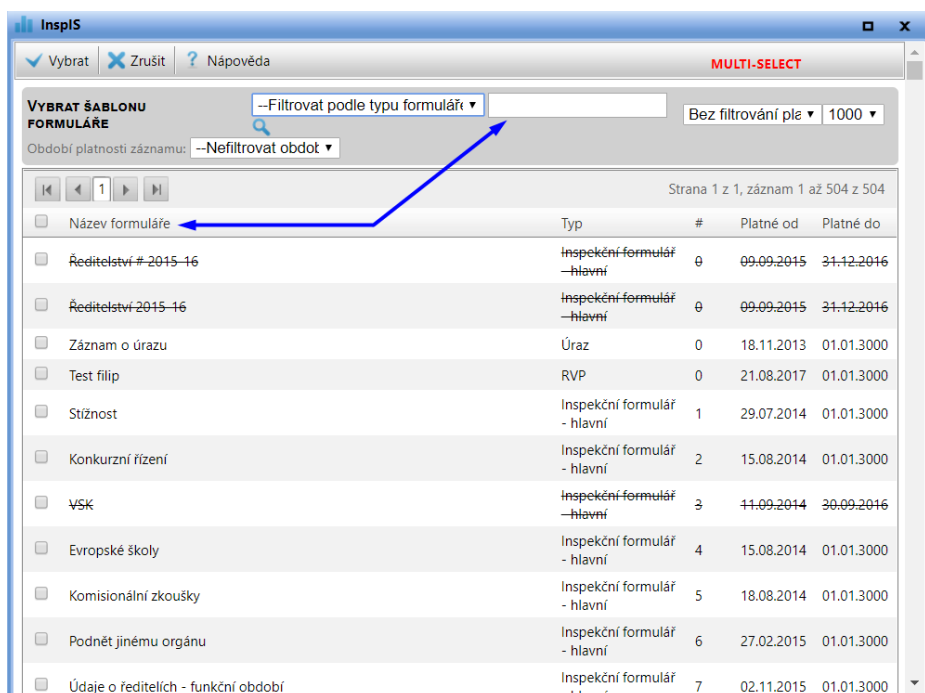 InspIS
Vybrat Zrušit Nápověda MULTI-SELECT
VYBRAT ŠABLONU FORMULÁŘE
--Filtrovat podle typu formuláře
Bez filtrování pla 1000
Období platnosti záznamu: --Nefiltrovat obdob
1 Strana 1 z 1, záznam 1 až 504 z 504
Název formuláře Typ # Platné od Platné do
Ředitelství # 2015-16 Inspekční formulář - hlavní 0 09.09.2015 31.12.2016
Ředitelství 2015-16 Inspekční formulář - hlavní 0 09.09.2015 31.12.2016
Záznam o úrazu Úraz 0 18.11.2013 01.01.3000
Test filip RVP 0 21.08.2017 01.01.3000
Stížnost Inspekční formulář - hlavní 1 29.07.2014 01.01.3000
Konkurzní řízení Inspekční formulář - hlavní 2 15.08.2014 01.01.3000
VSK Inspekční formulář - hlavní 3 11.09.2014 30.09.2016
Evropské školy Inspekční formulář - hlavní 4 15.08.2014 01.01.3000
Komisionální zkoušky Inspekční formulář - hlavní 5 18.08.2014 01.01.3000
Podnět jinému orgánu Inspekční formulář - hlavní 6 27.02.2015 01.01.3000
Údaje o ředitelích - funkční období Inspekční formulář 7 02.11.2015 01.01.3000